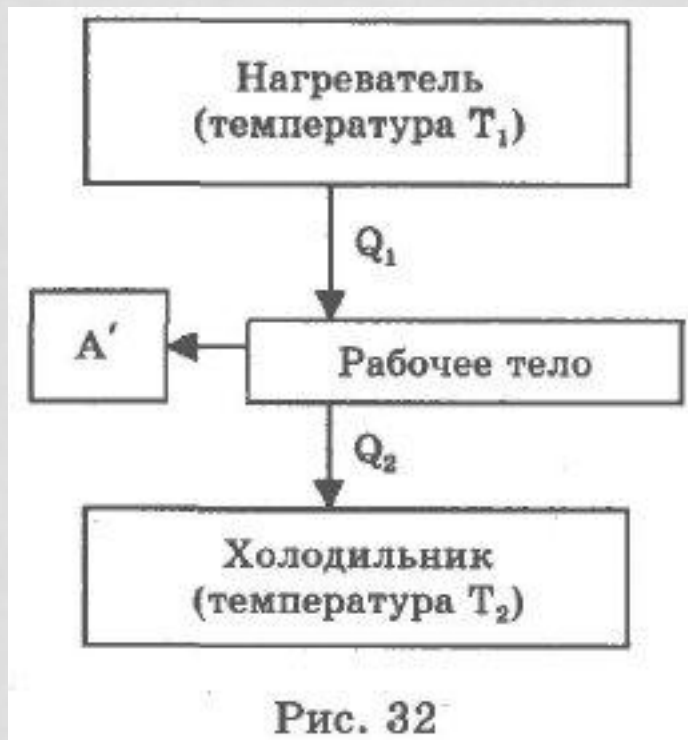 Нагреватель
(температура T₁)
Q₁
A′
Рабочее тело
Q₂
Холодильник
(температура T₂)
Рис. 32